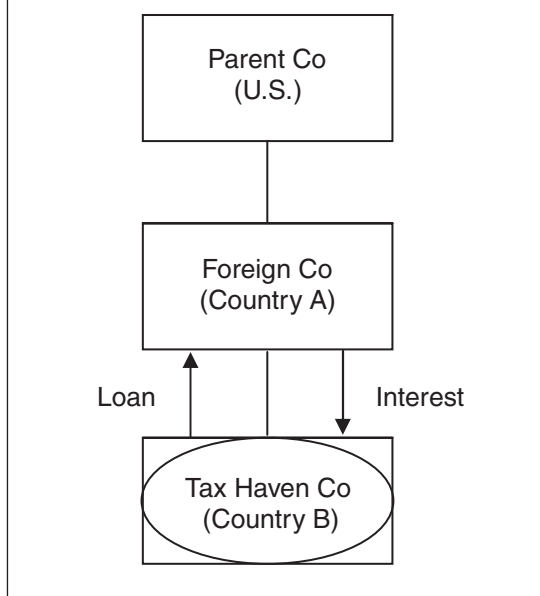 Parent Co
(U.S.)
Foreign Co
(Country A)
Loan
Interest
Tax Haven Co
(Country B)